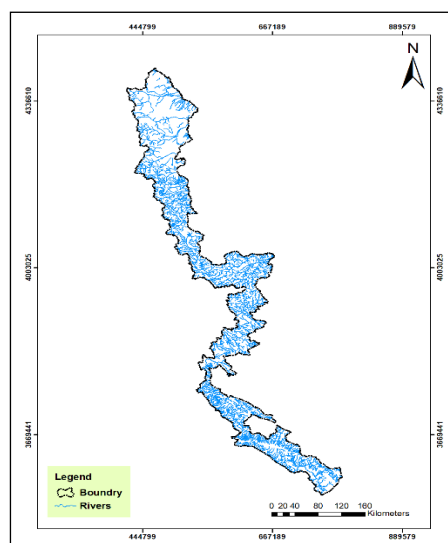 444799 667189 889579
N
4336610 4336610
4003025 4003025
3669441 3669441
Legend
Boundry
Rivers
0 20 40 80 120 160
Kilometers
444799 667189 889579